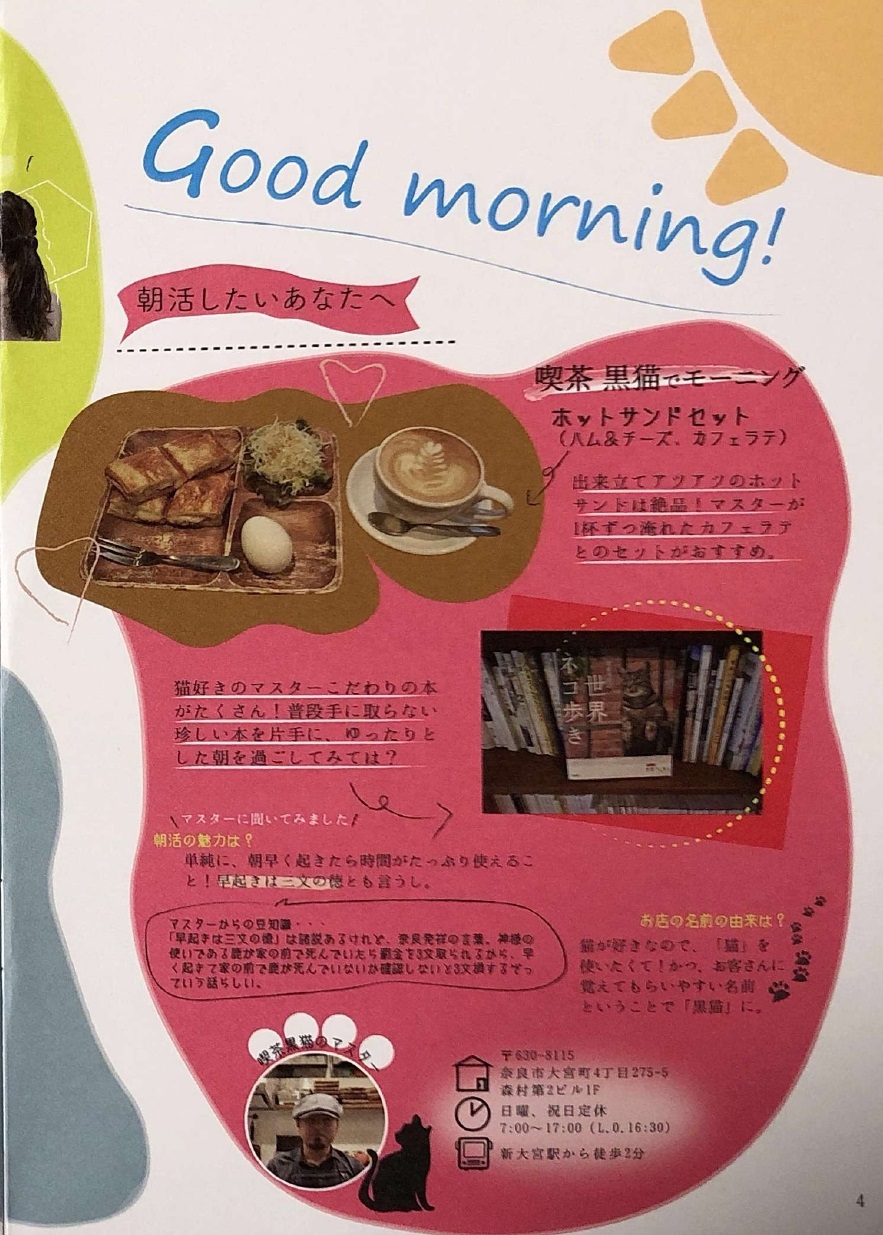 Good morning!
朝活したいあなたへ
喫茶 黒猫でモーニング
ホットサンドセット
(ハム&チーズ、カフェラテ)
出来立てアツアツのホット
サンドは絶品!マスターが
1杯ずつ淹れたカフェラテ
とのセットがおすすめ。
猫好きのマスターこだわりの本
がたくさん!普段手に取らない
珍しい本を片手に、ゆったりと
した朝を過ごしてみては?
ネコ歩き
世界
マスターに聞いてみました
朝活の魅力は?
単純に、朝早く起きたら時間がたっぷり使えるこ
と!早起きは三文の徳とも言うし。
マスターからの豆知識・・・
「早起きは三文の徳」は諸説あるけれど、奈良発祥の言葉。神様の
使いである鹿が家の前で死んでいたら罰金を3文取られるから、早
く起きて家の前で鹿が死んでいないか確認しないと3文損するぞっ
ていう話らしい。
お店の名前の由来は?
猫が好きなので、「猫」を
使いたくて!かつ、お客さんに
覚えてもらいやすい名前
ということで「黒猫」に。
喫茶黒猫のマスター
〒630-8115
奈良市大宮町4丁目275-5
森村第2ビル1F
日曜、祝日定休
7:00~17:00 (L.O.16:30)
新大宮駅から徒歩2分
4